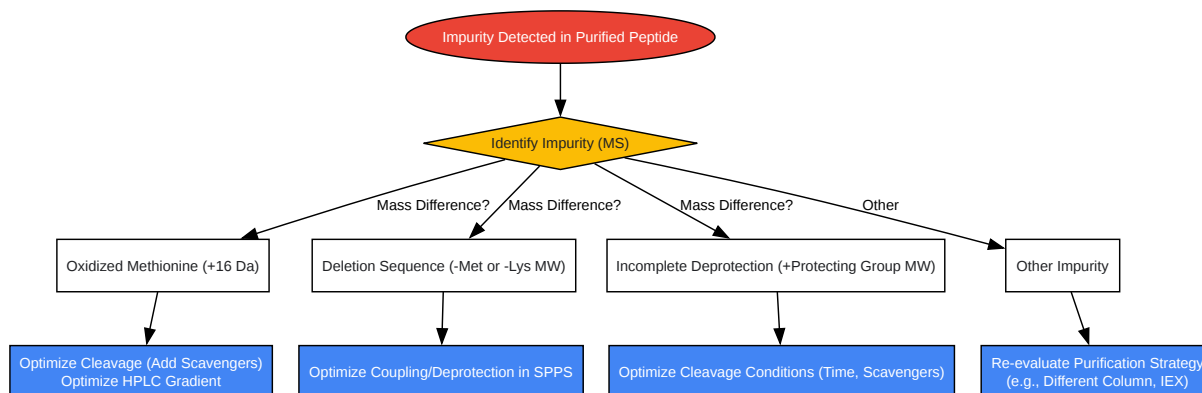 Impurity Detected in Purified Peptide
Identify Impurity (MS)
Mass Difference?
Mass Difference?
Mass Difference?
Other
Oxidized Methionine (+16 Da)
Deletion Sequence (-Met or -Lys MW)
Incomplete Deprotection (+Protecting Group MW)
Other Impurity
Optimize Cleavage (Add Scavengers)
Optimize HPLC Gradient
Optimize Coupling/Deprotection in SPPS
Optimize Cleavage Conditions (Time, Scavengers)
Re-evaluate Purification Strategy
(e.g., Different Column, IEX)